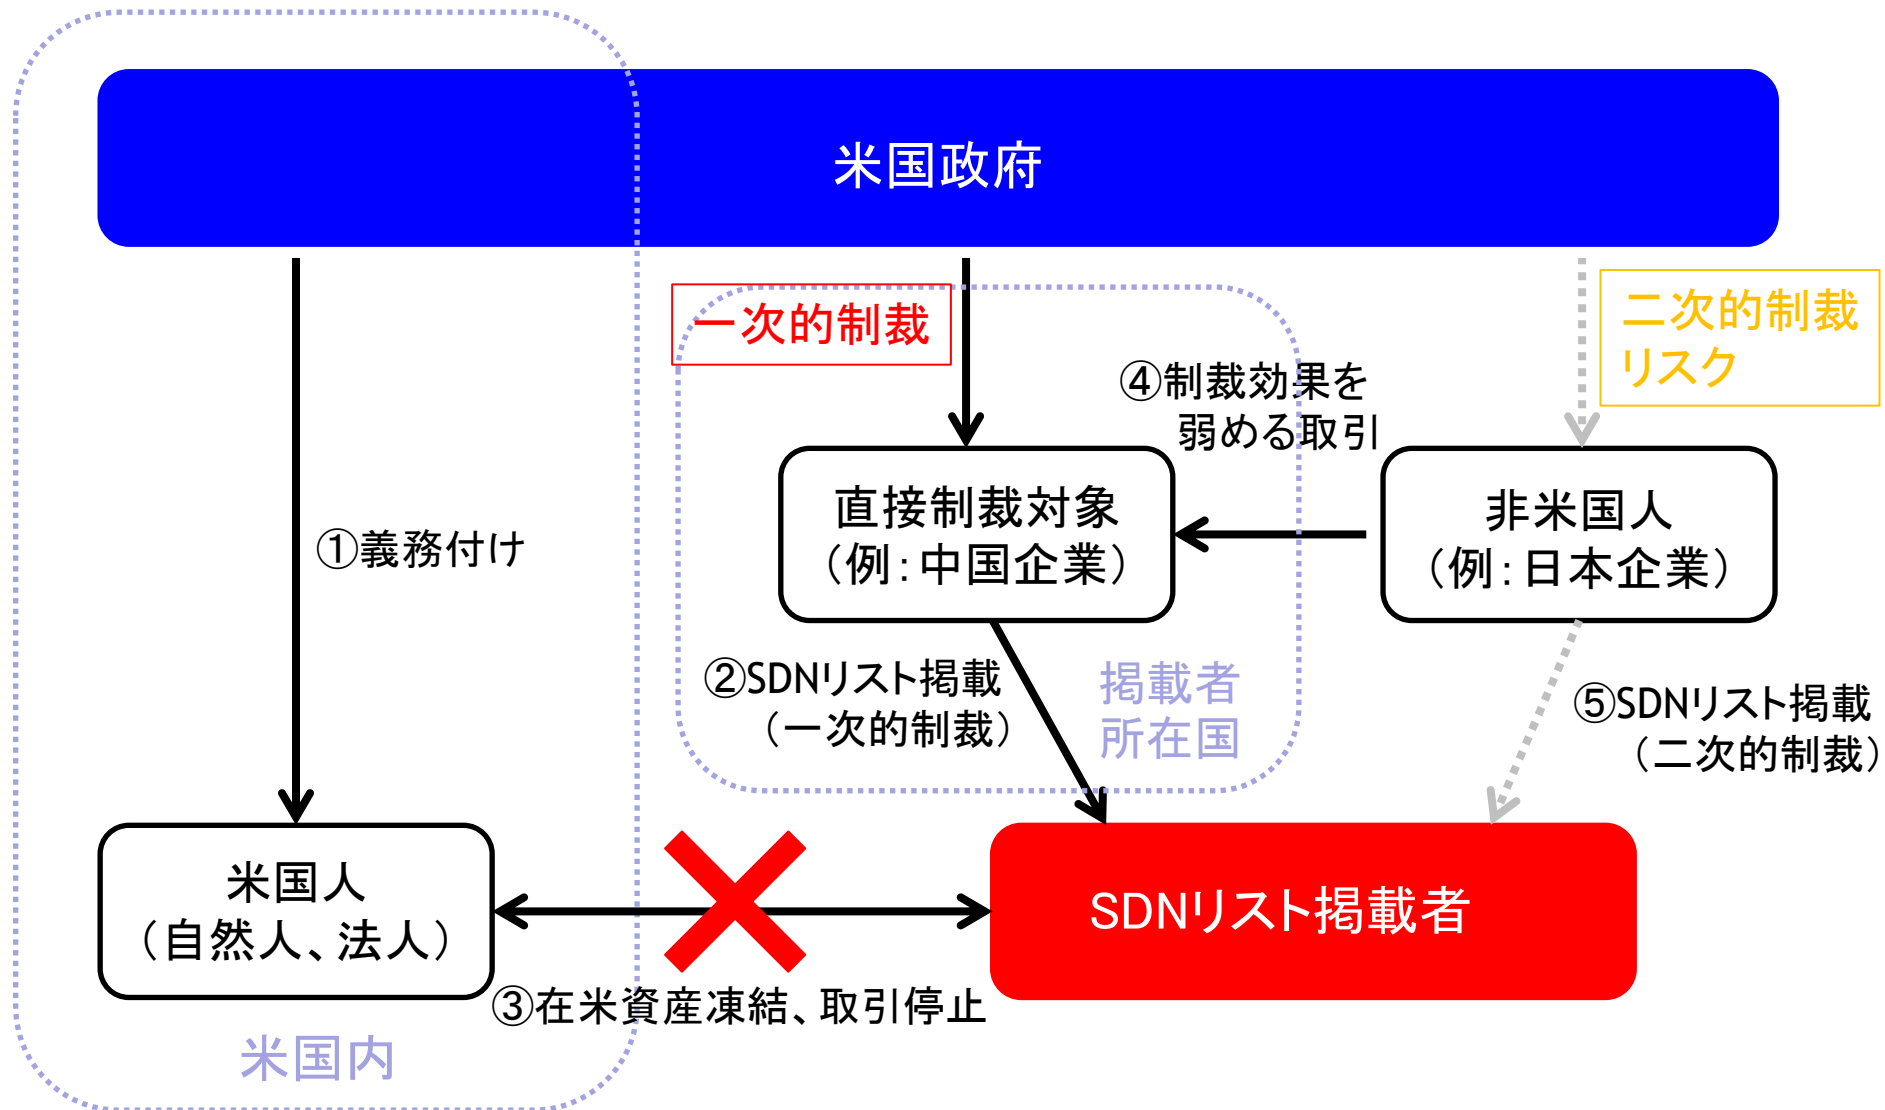 米国政府
一次的制裁
二次的制裁
リスク
④制裁効果を
弱める取引
直接制裁対象
（例：中国企業）
非米国人
（例：日本企業）
①義務付け
②SDNリスト掲載
（一次的制裁）
掲載者
所在国
⑤SDNリスト掲載
（二次的制裁）
米国人
（自然人、法人）
SDNリスト掲載者
③在米資産凍結、取引停止
米国内